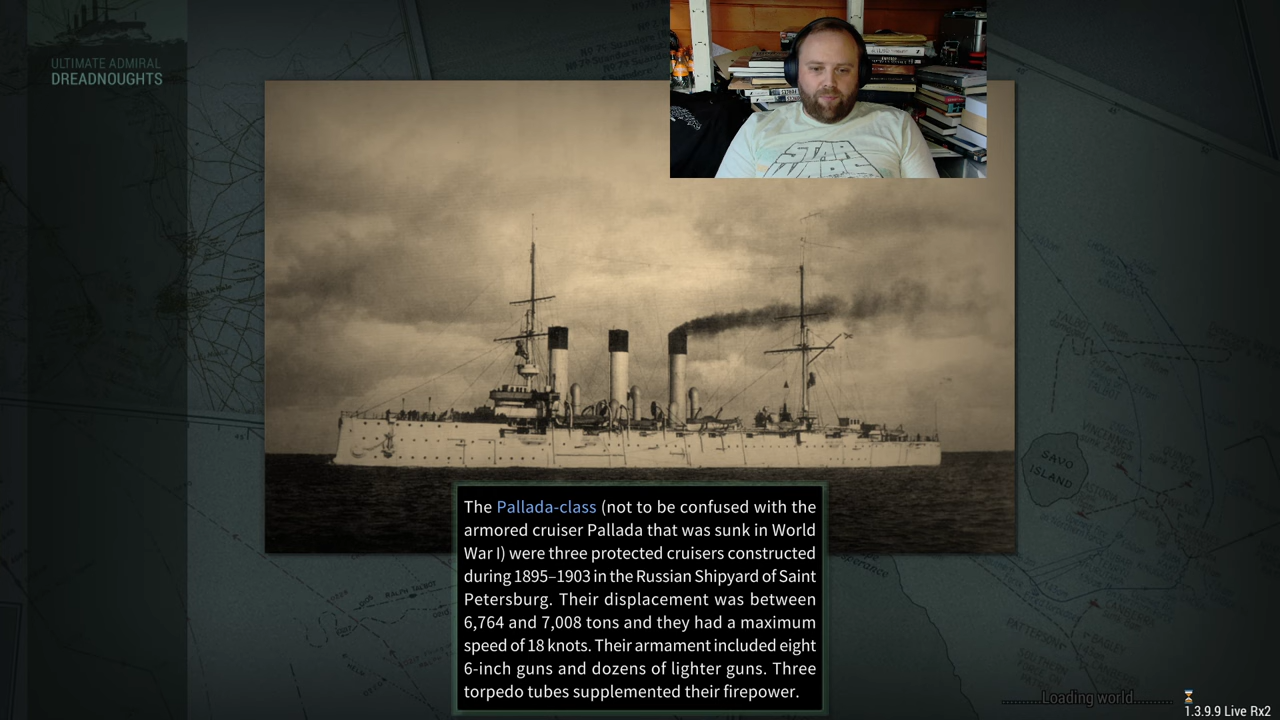 ULTIMATE ADMIRAL
DREADNOUGHTS
STAR
WARS
The Pallada-class (not to be confused with the
armored cruiser Pallada that was sunk in World
War I) were three protected cruisers constructed
during 1895–1903 in the Russian Shipyard of Saint
Petersburg. Their displacement was between
6,764 and 7,008 tons and they had a maximum
speed of 18 knots. Their armament included eight
6-inch guns and dozens of lighter guns. Three
torpedo tubes supplemented their firepower.
SAVO
ISLAND
RALPH TALBOT
Loading world
1.3.9.9 Live Rx2